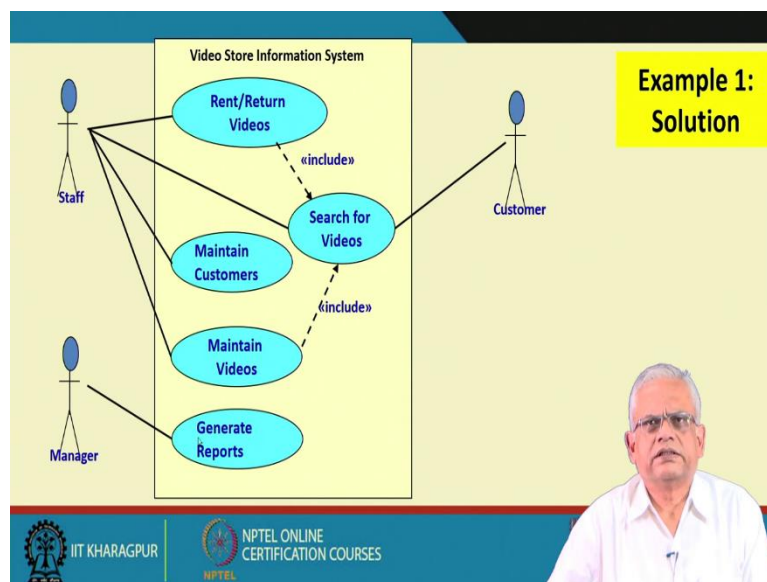 Video Store Information System
Example 1:
Solution
Rent/Return
Videos
«include»
Staff
Customer
Search for
Videos
Maintain
Customers
«include»
Maintain
Videos
Manager
Generate
Reports
IIT KHARAGPUR
NPTEL ONLINE
CERTIFICATION COURSES
NPTEL